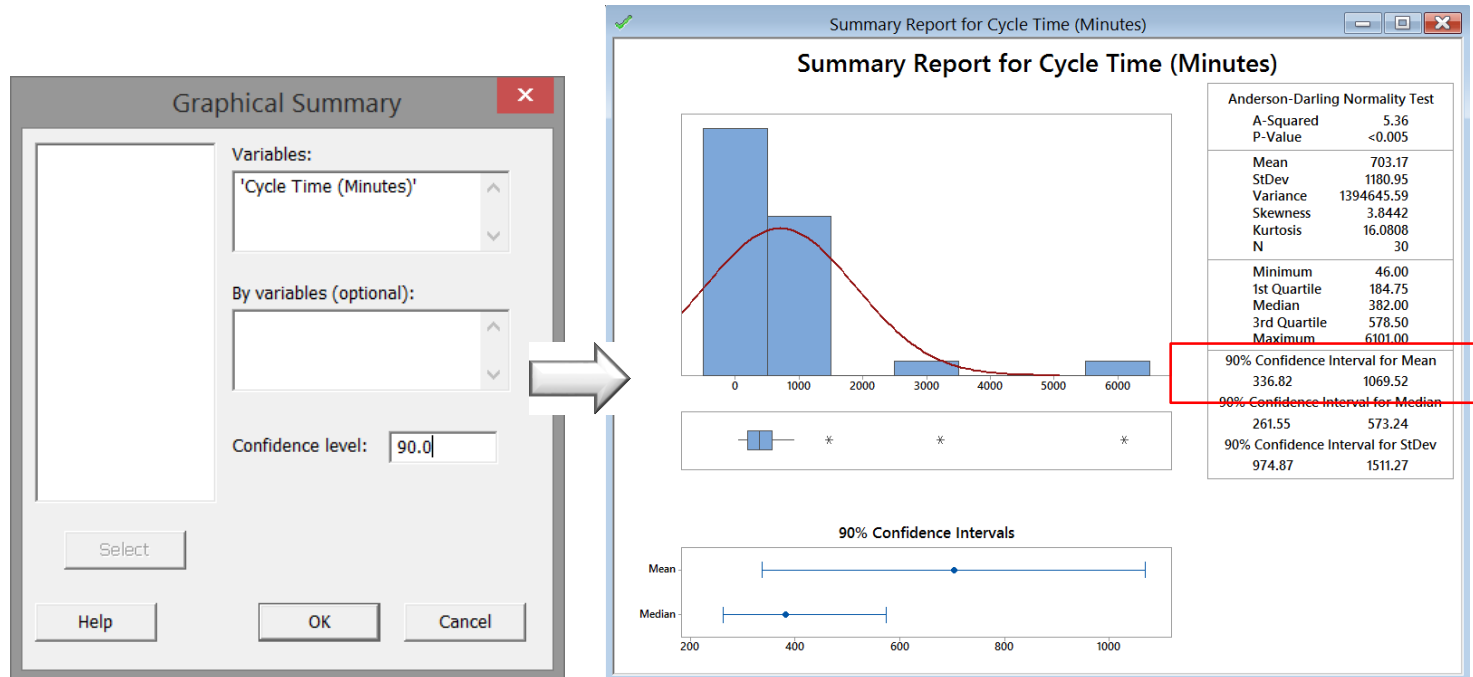 Graphical Summary
Variables:
'Cycle Time (Minutes)'
By variables (optional):
Confidence level: 90.0
Select
Help OK Cancel
Summary Report for Cycle Time (Minutes)
Summary Report for Cycle Time (Minutes)
0 1000 2000 3000 4000 5000 6000
90% Confidence Intervals
Mean
Median
200 400 600 800 1000
Anderson-Darling Normality Test
A-Squared 5.36
P-Value <0.005
Mean 703.17
StDev 1180.95
Variance 1394645.59
Skewness 3.8442
Kurtosis 16.0808
N 30
Minimum 46.00
1st Quartile 184.75
Median 382.00
3rd Quartile 578.50
Maximum 6101.00
90% Confidence Interval for Mean
336.82 1069.52
90% Confidence Interval for Median
261.55 573.24
90% Confidence Interval for StDev
974.87 1511.27